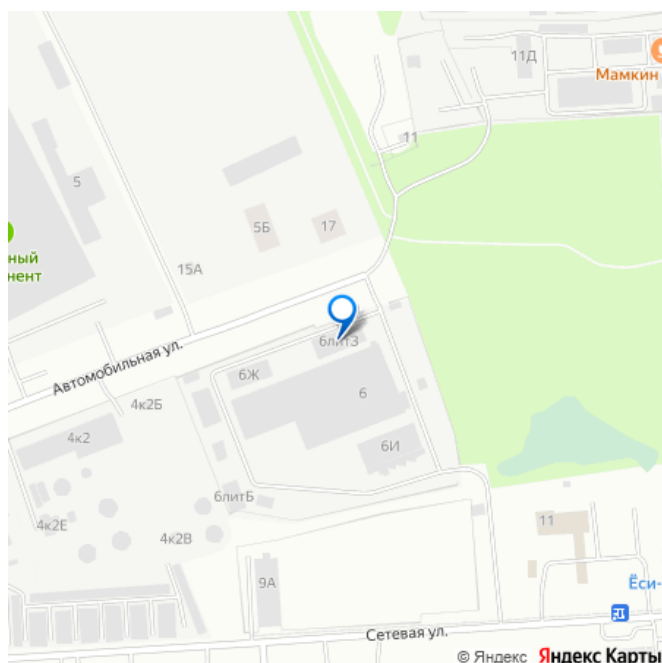 11Д
Мамкин
11
5
5Б
17
ный
нент
15А
Автомобильная ул.
6литЗ
6Ж
4к2Б
6
4к2
6И
6литБ
4к2Е
4к2В
11
9А
Ёси-
Сетевая ул.
© Яндекс Яндекс Карты